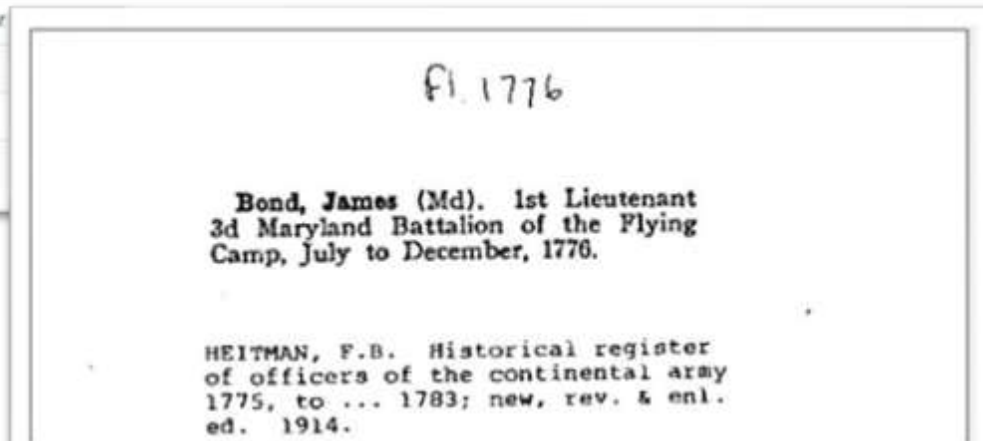 fl. 1776
Bond, James (Md). 1st Lieutenant
3d Maryland Battalion of the Flying
Camp, July to December, 1776.
HEITMAN, F.B. Historical register
of officers of the continental army
1775, to ... 1783; new, rev. & enl.
ed. 1914.